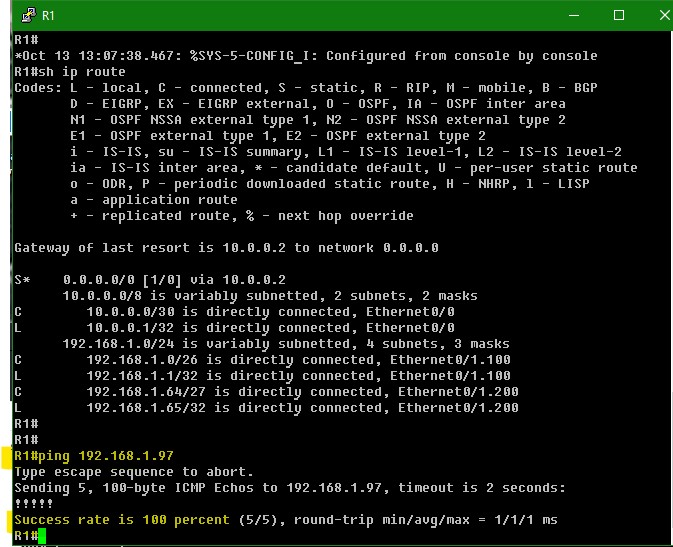 R1
R1#
*Oct 13 13:07:38.467: %SYS-5-CONFIG_I: Configured from console by console
R1#sh ip route
Codes: L - local, C - connected, S - static, R - RIP, M - mobile, B - BGP
D - EIGRP, EX - EIGRP external, O - OSPF, IA - OSPF inter area
N1 - OSPF NSSA external type 1, N2 - OSPF NSSA external type 2
E1 - OSPF external type 1, E2 - OSPF external type 2
i - IS-IS, su - IS-IS summary, L1 - IS-IS level-1, L2 - IS-IS level-2
ia - IS-IS inter area, * - candidate default, U - per-user static route
o - ODR, P - periodic downloaded static route, H - NHRP, l - LISP
a - application route
+ - replicated route, % - next hop override
Gateway of last resort is 10.0.0.2 to network 0.0.0.0
S* 0.0.0.0/0 [1/0] via 10.0.0.2
10.0.0.0/8 is variably subnetted, 2 subnets, 2 masks
C 10.0.0.0/30 is directly connected, Ethernet0/0
L 10.0.0.1/32 is directly connected, Ethernet0/0
192.168.1.0/24 is variably subnetted, 4 subnets, 3 masks
C 192.168.1.0/26 is directly connected, Ethernet0/1.100
L 192.168.1.1/32 is directly connected, Ethernet0/1.100
C 192.168.1.64/27 is directly connected, Ethernet0/1.200
L 192.168.1.65/32 is directly connected, Ethernet0/1.200
R1#
R1#
R1#ping 192.168.1.97
Type escape sequence to abort.
Sending 5, 100-byte ICMP Echos to 192.168.1.97, timeout is 2 seconds:
!!!!!
Success rate is 100 percent (5/5), round-trip min/avg/max = 1/1/1 ms
R1#